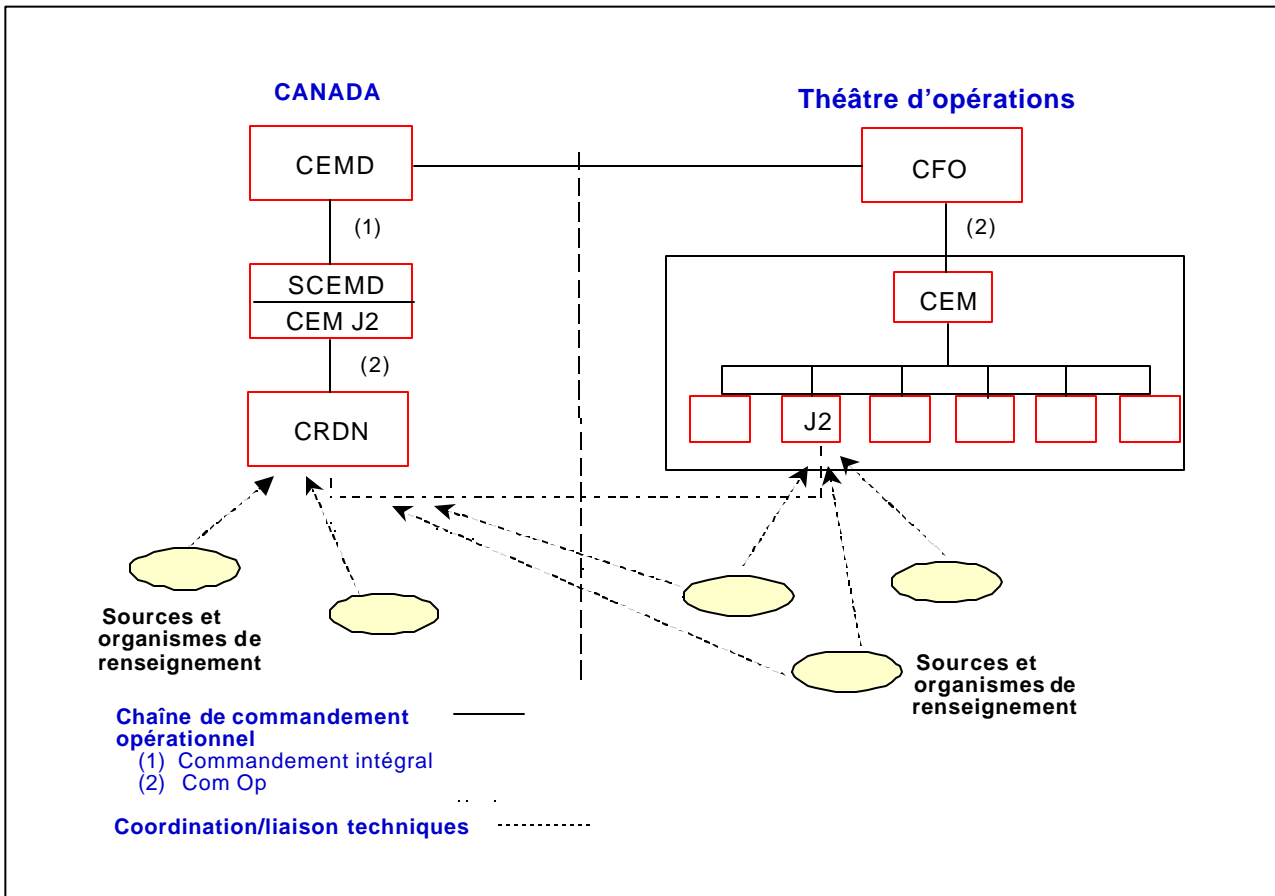 CANADA
Théâtre d'opérations
CEMD
CFO
(1)
(2)
SCEMD
CEM J2
CEM
(2)
CRDN
J2
Sources et
organismes de
renseignement
Sources et
organismes de
renseignement
Chaîne de commandement
opérationnel
(1) Commandement intégral
(2) Com Op
Coordination/liaison techniques